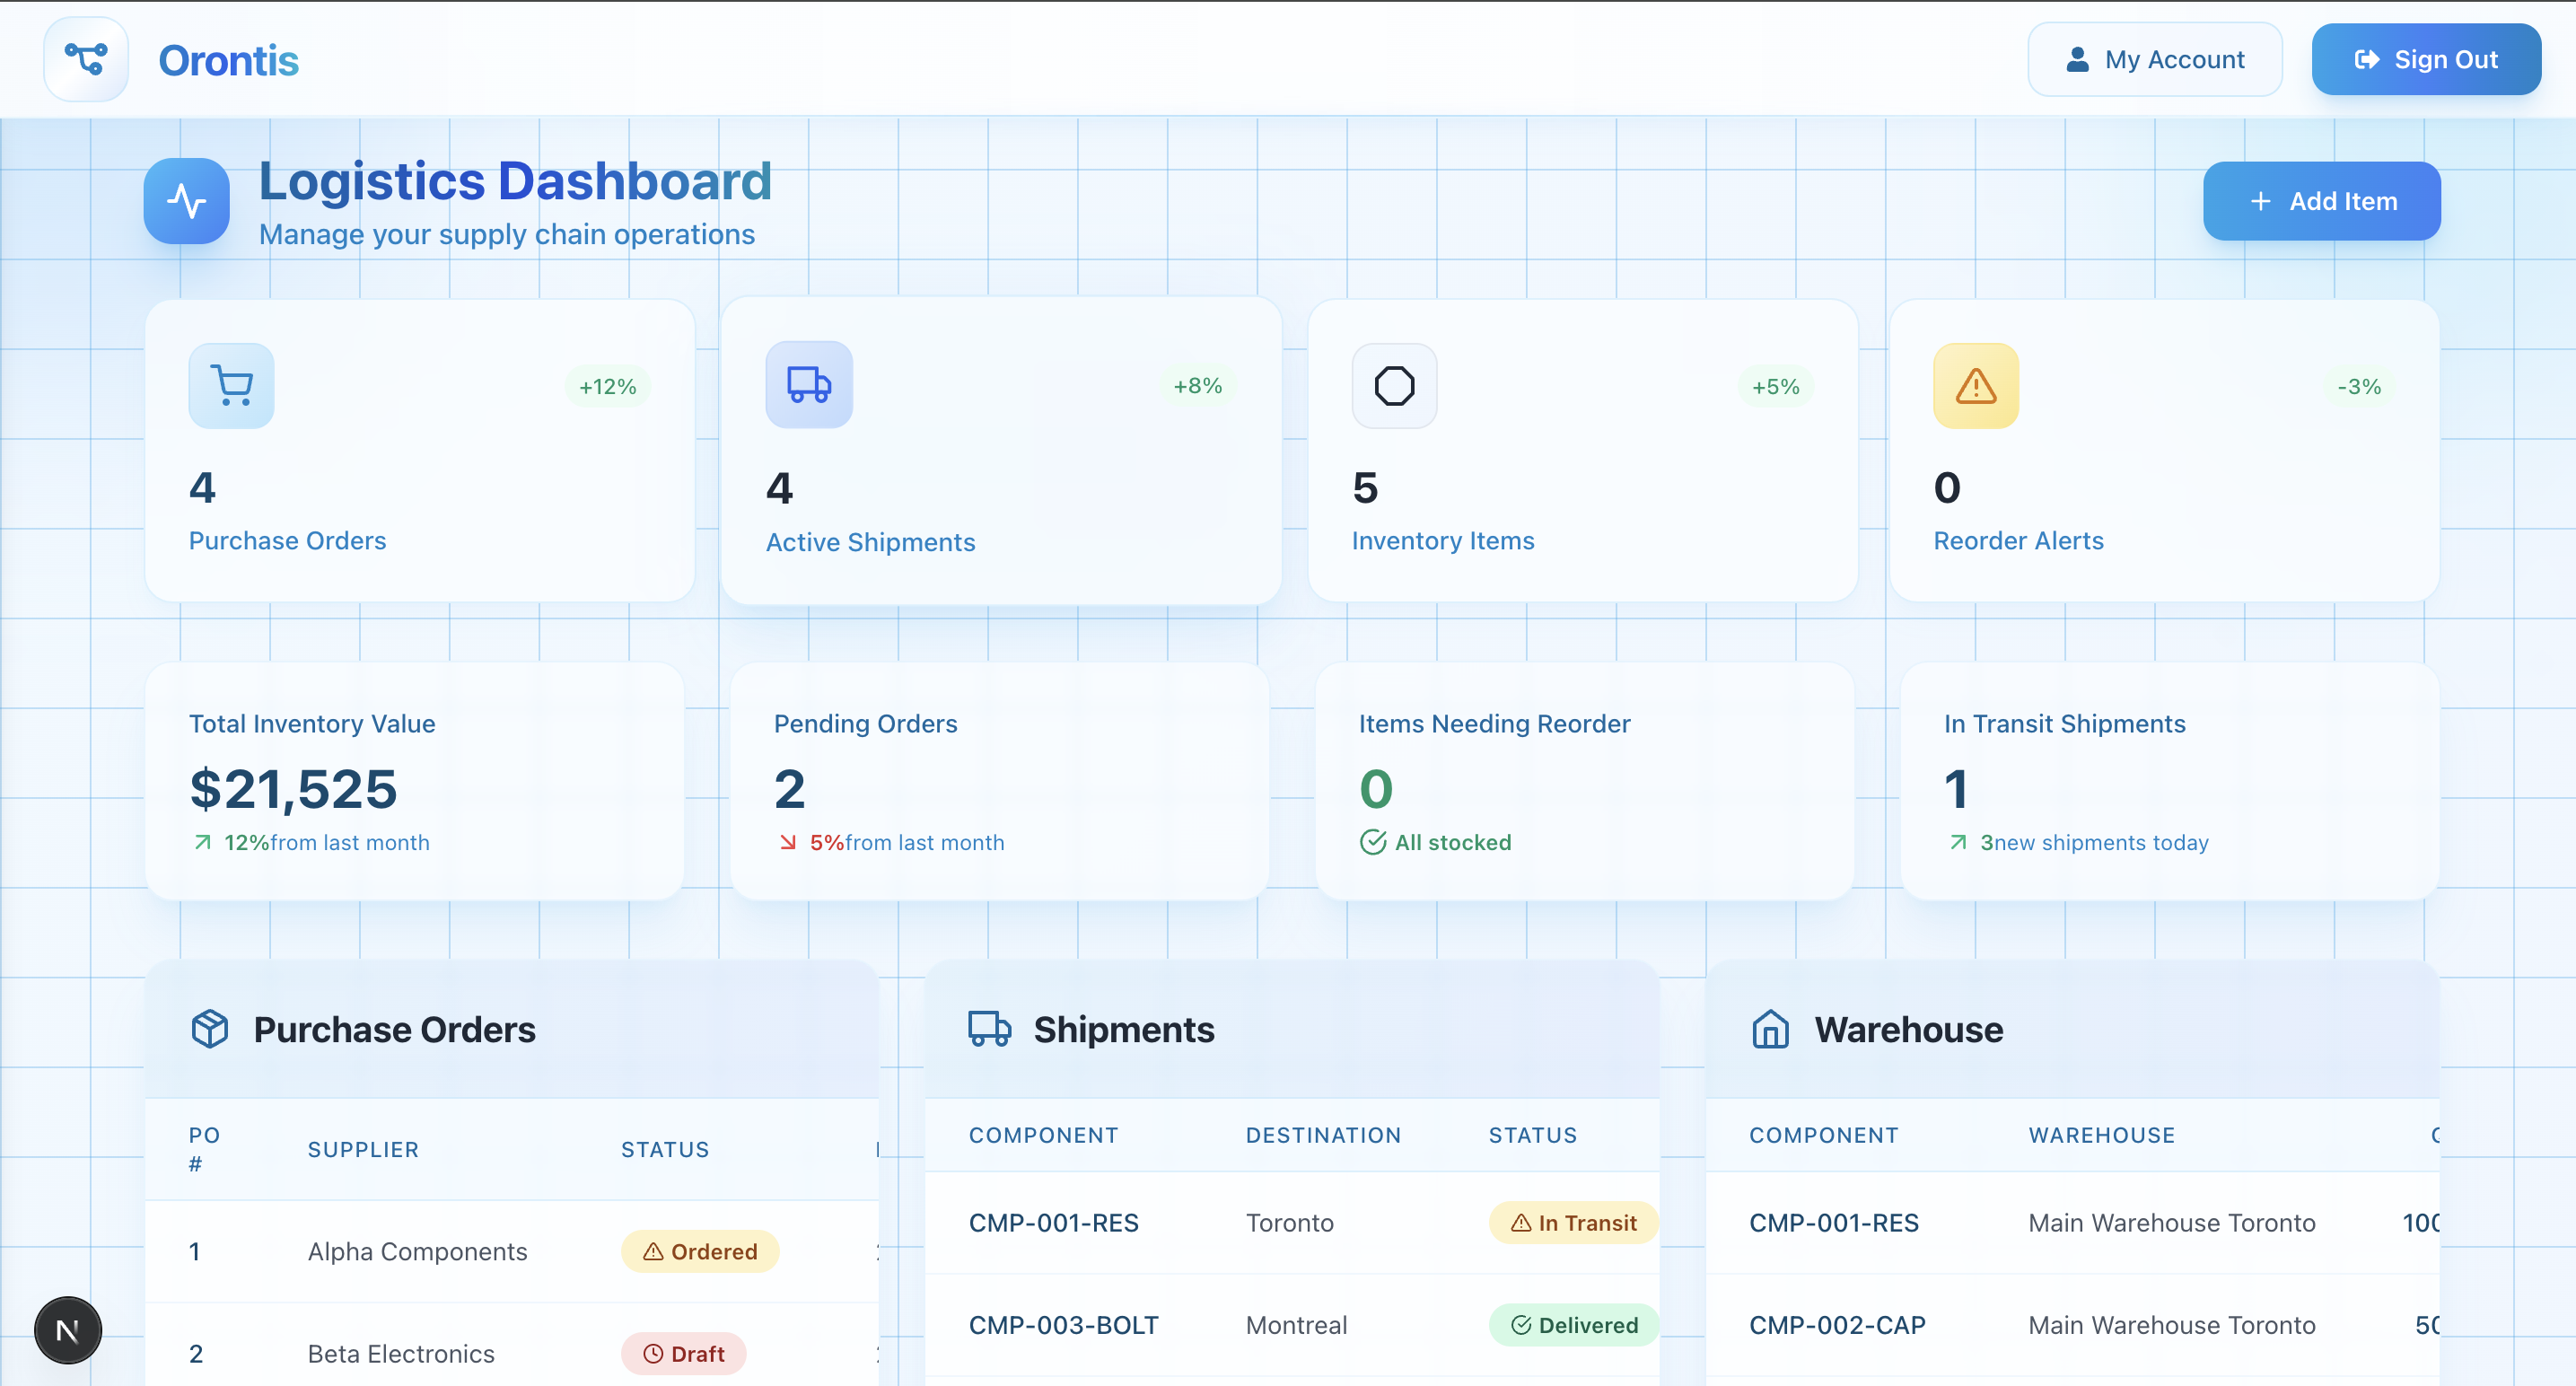 Orontis
My Account
Sign Out
Logistics Dashboard
Manage your supply chain operations
Add Item
+12%
4
Purchase Orders
+8%
4
Active Shipments
+5%
5
Inventory Items
-3%
0
Reorder Alerts
Total Inventory Value
$21,525
12%from last month
Pending Orders
2
5%from last month
Items Needing Reorder
0
All stocked
In Transit Shipments
1
3new shipments today
Purchase Orders
PO
#
SUPPLIER
STATUS
1
Alpha Components
Ordered
2
Beta Electronics
Draft
Shipments
COMPONENT
DESTINATION
STATUS
CMP-001-RES
Toronto
In Transit
CMP-003-BOLT
Montreal
Delivered
Warehouse
COMPONENT
WAREHOUSE
CMP-001-RES
Main Warehouse Toronto
CMP-002-CAP
Main Warehouse Toronto
N